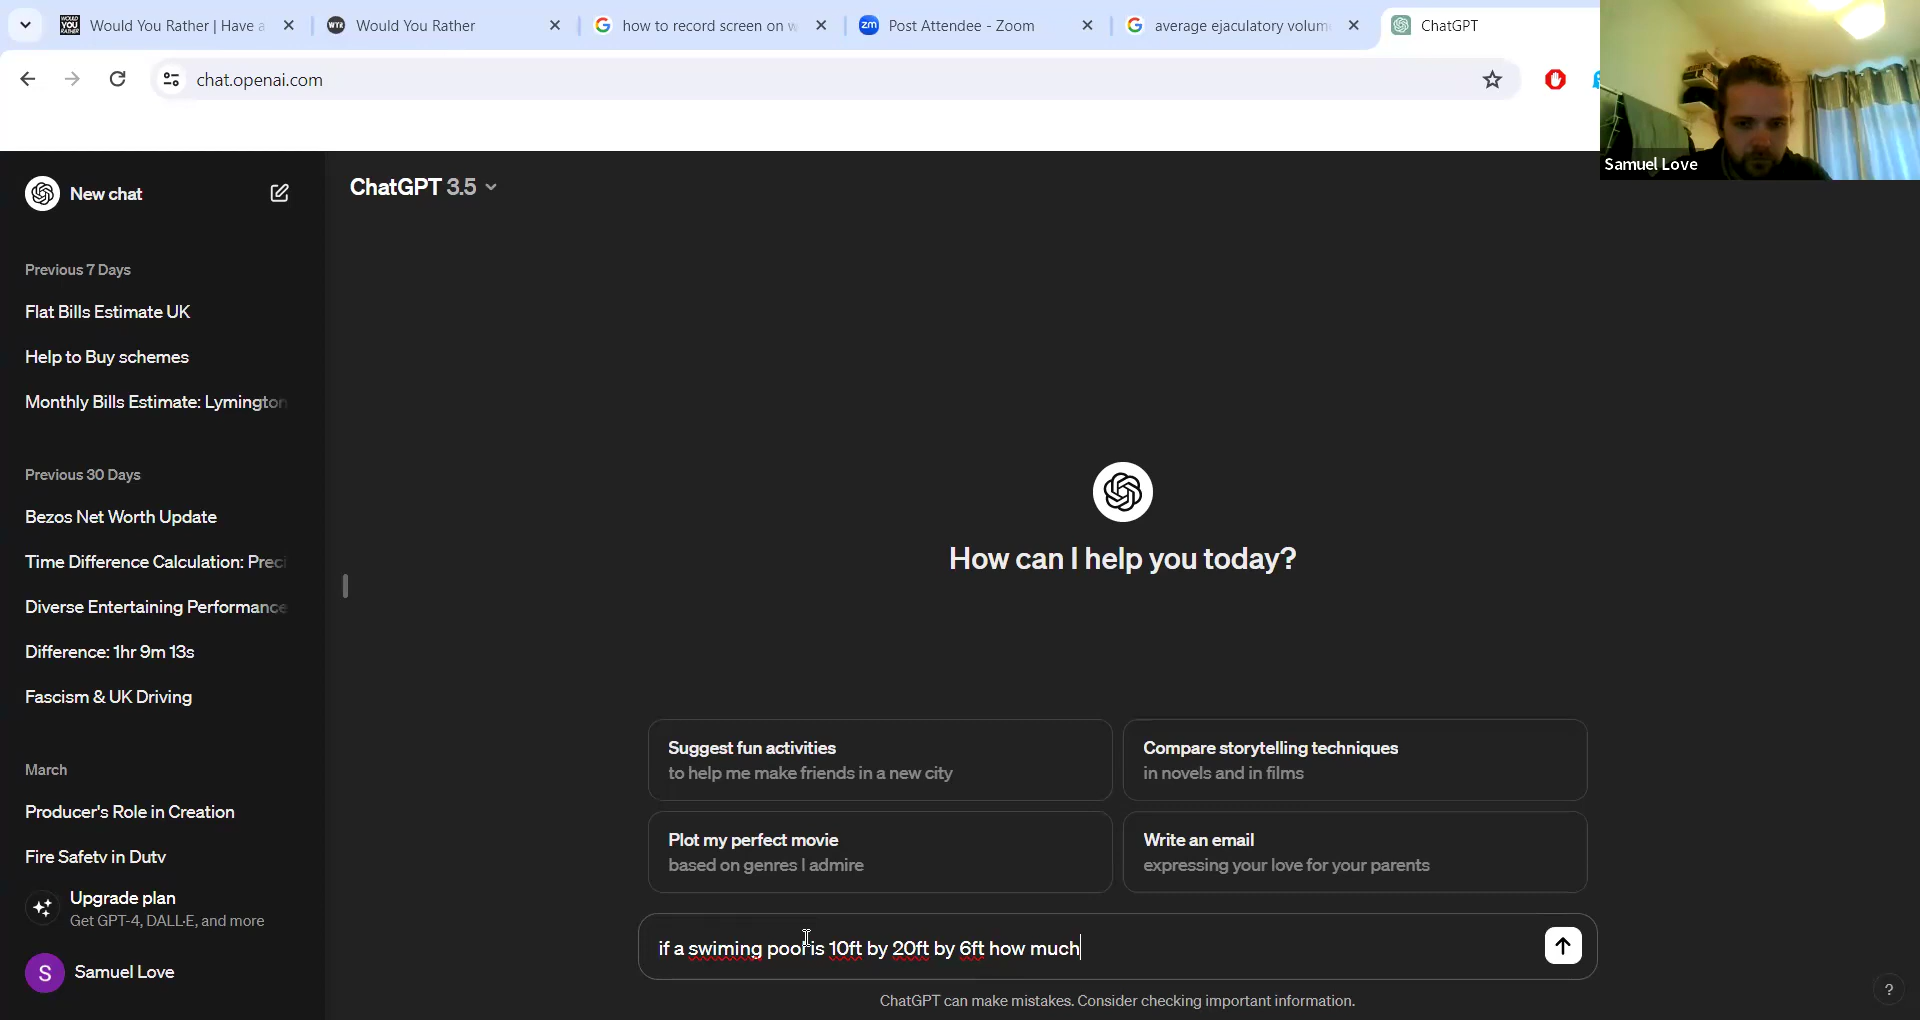 Would You Rather | Have a
Would You Rather
how to record screen on w
Post Attendee - Zoom
average ejaculatory volum
ChatGPT
chat.openai.com
Samuel Love
New chat
ChatGPT 3.5
Previous 7 Days
Flat Bills Estimate UK
Help to Buy schemes
Monthly Bills Estimate: Lymington
Previous 30 Days
Bezos Net Worth Update
Time Difference Calculation: Preci
Diverse Entertaining Performance
Difference: 1hr 9m 13s
Fascism & UK Driving
March
Producer's Role in Creation
Fire Safety in Duty
Upgrade plan
Get GPT-4, DALL·E, and more
S
Samuel Love
How can I help you today?
Suggest fun activities
to help me make friends in a new city
Compare storytelling techniques
in novels and in films
Plot my perfect movie
based on genres I admire
Write an email
expressing your love for your parents
if a swiming pool is 10ft by 20ft by 6ft how much
ChatGPT can make mistakes. Consider checking important information.
?